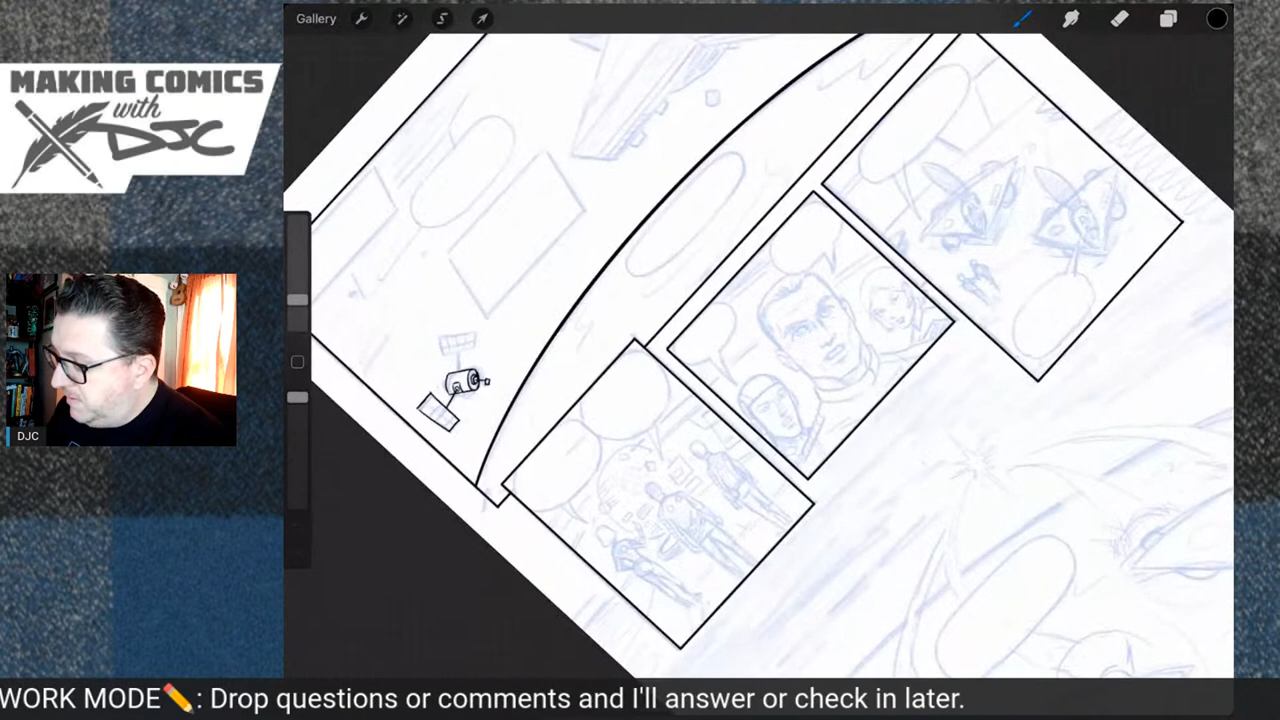 Gallery
MAKING COMICS
with
DJC
DJC
WORK MODE✏️: Drop questions or comments and I'll answer or check in later.